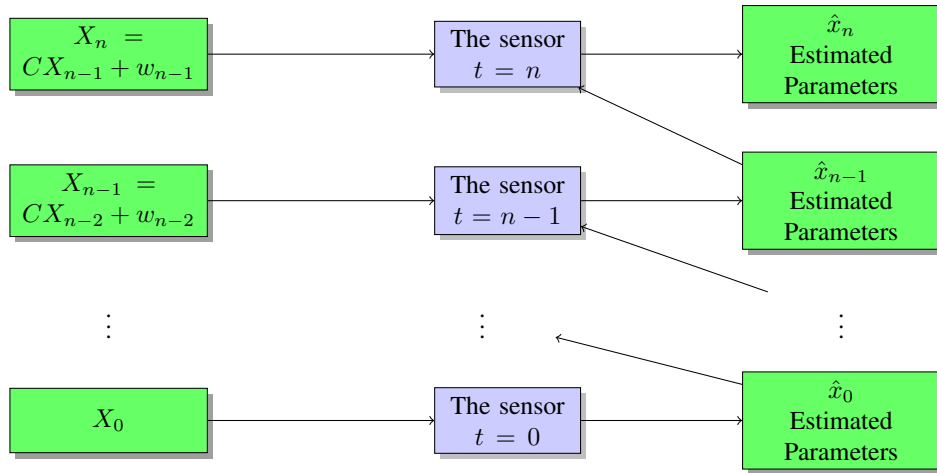 X_n =
CX_{n-1} + w_{n-1}
The sensor
t = n
x̂_n
Estimated
Parameters
X_{n-1} =
CX_{n-2} + w_{n-2}
The sensor
t = n − 1
x̂_{n-1}
Estimated
Parameters
⋮ ⋮ ⋮
X_0
The sensor
t = 0
x̂_0
Estimated
Parameters